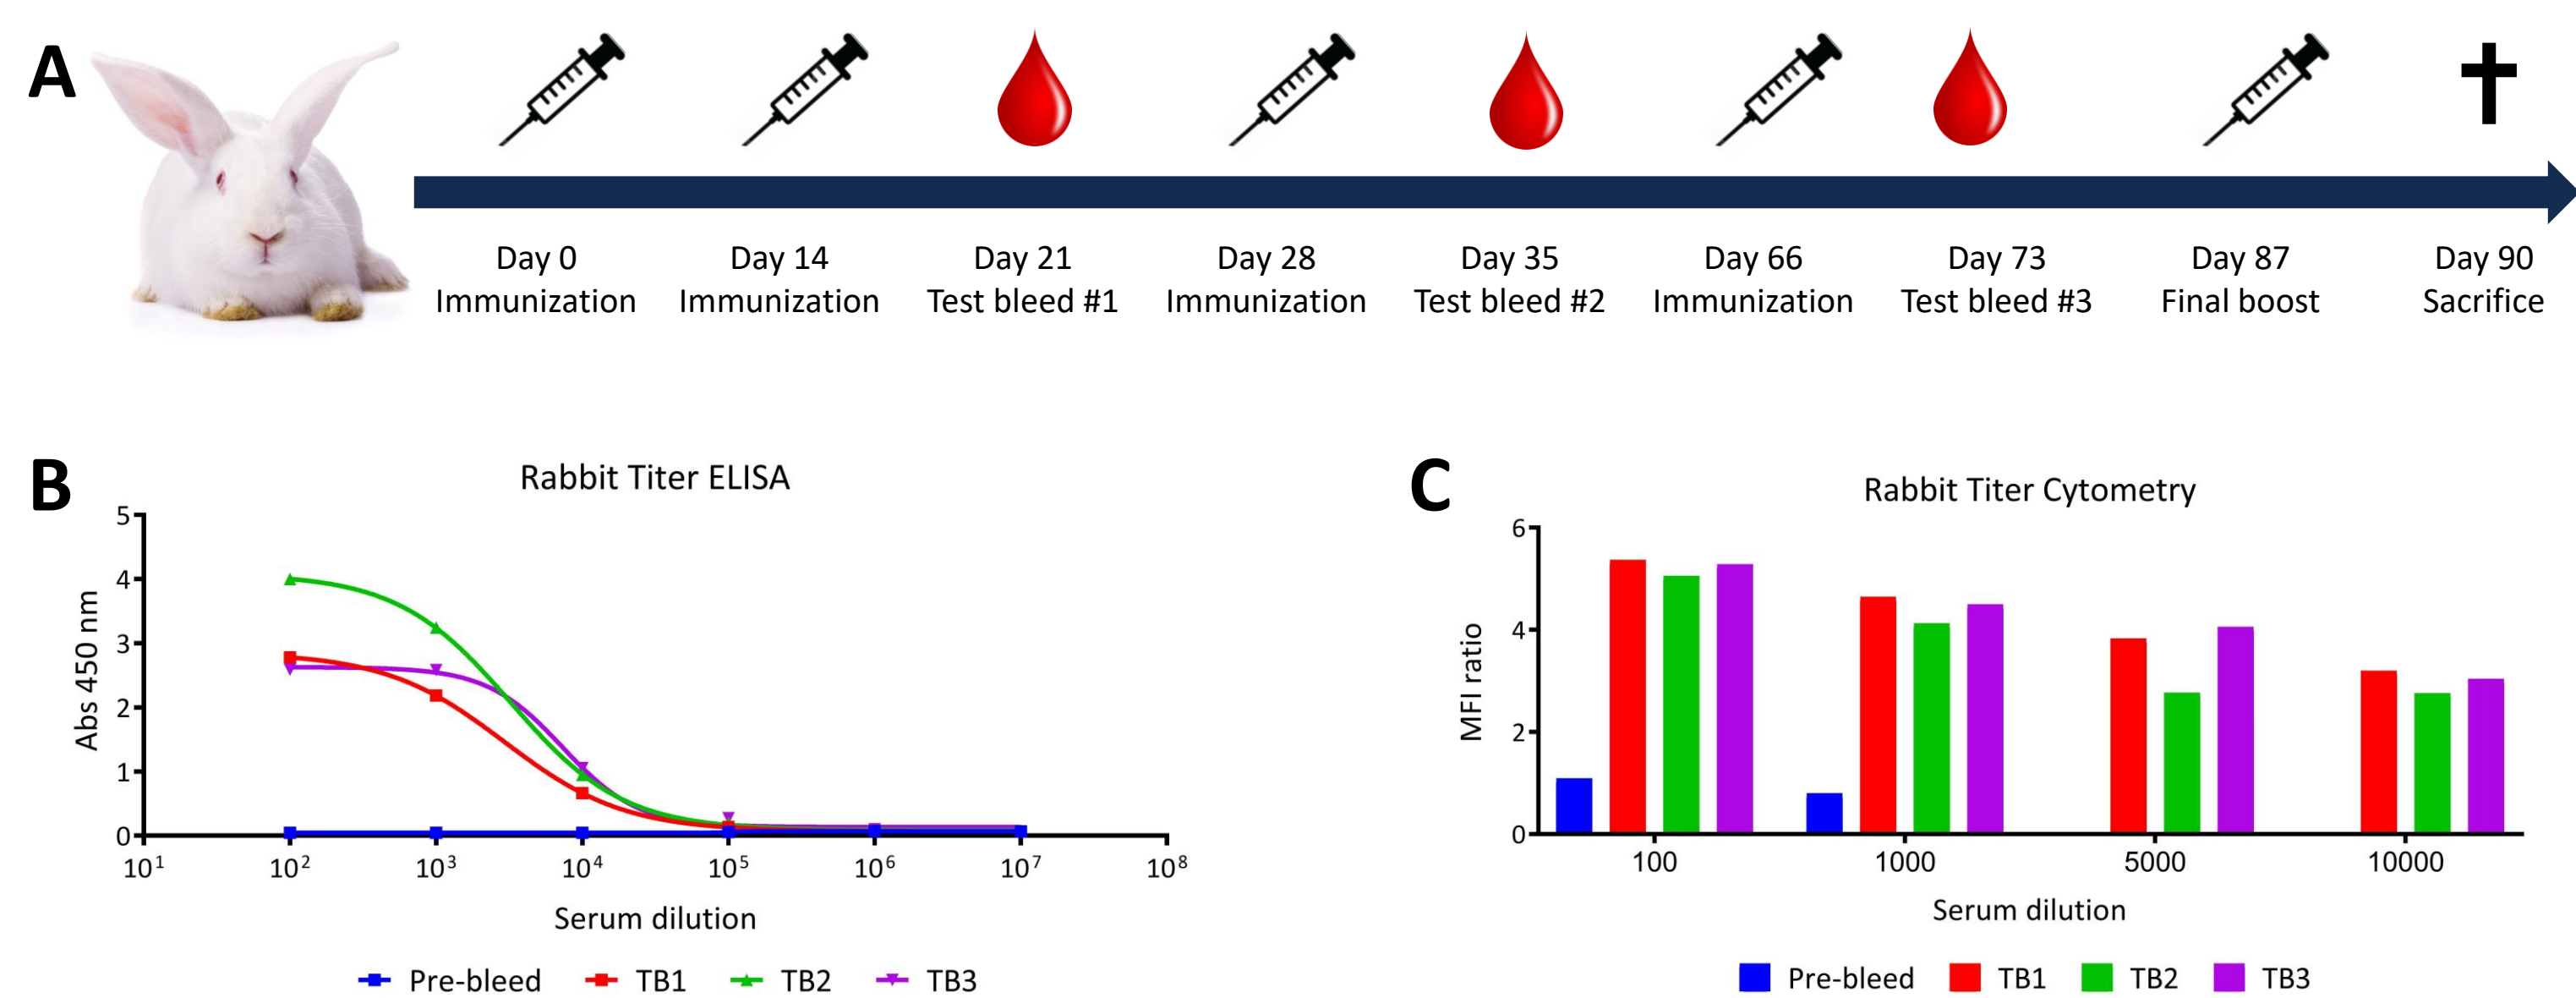 A
Day 0
Immunization
Day 14
Immunization
Day 21
Test bleed #1
Day 28
Immunization
Day 35
Test bleed #2
Day 66
Immunization
Day 73
Test bleed #3
Day 87
Final boost
Day 90
Sacrifice
B
Rabbit Titer ELISA
Abs 450 nm
5
4
3
2
1
0
10¹ 10² 10³ 10⁴ 10⁵ 10⁶ 10⁷ 10⁸
Serum dilution
Pre-bleed TB1 TB2 TB3
C
Rabbit Titer Cytometry
MFI ratio
6
4
2
0
100 1000 5000 10000
Serum dilution
Pre-bleed TB1 TB2 TB3